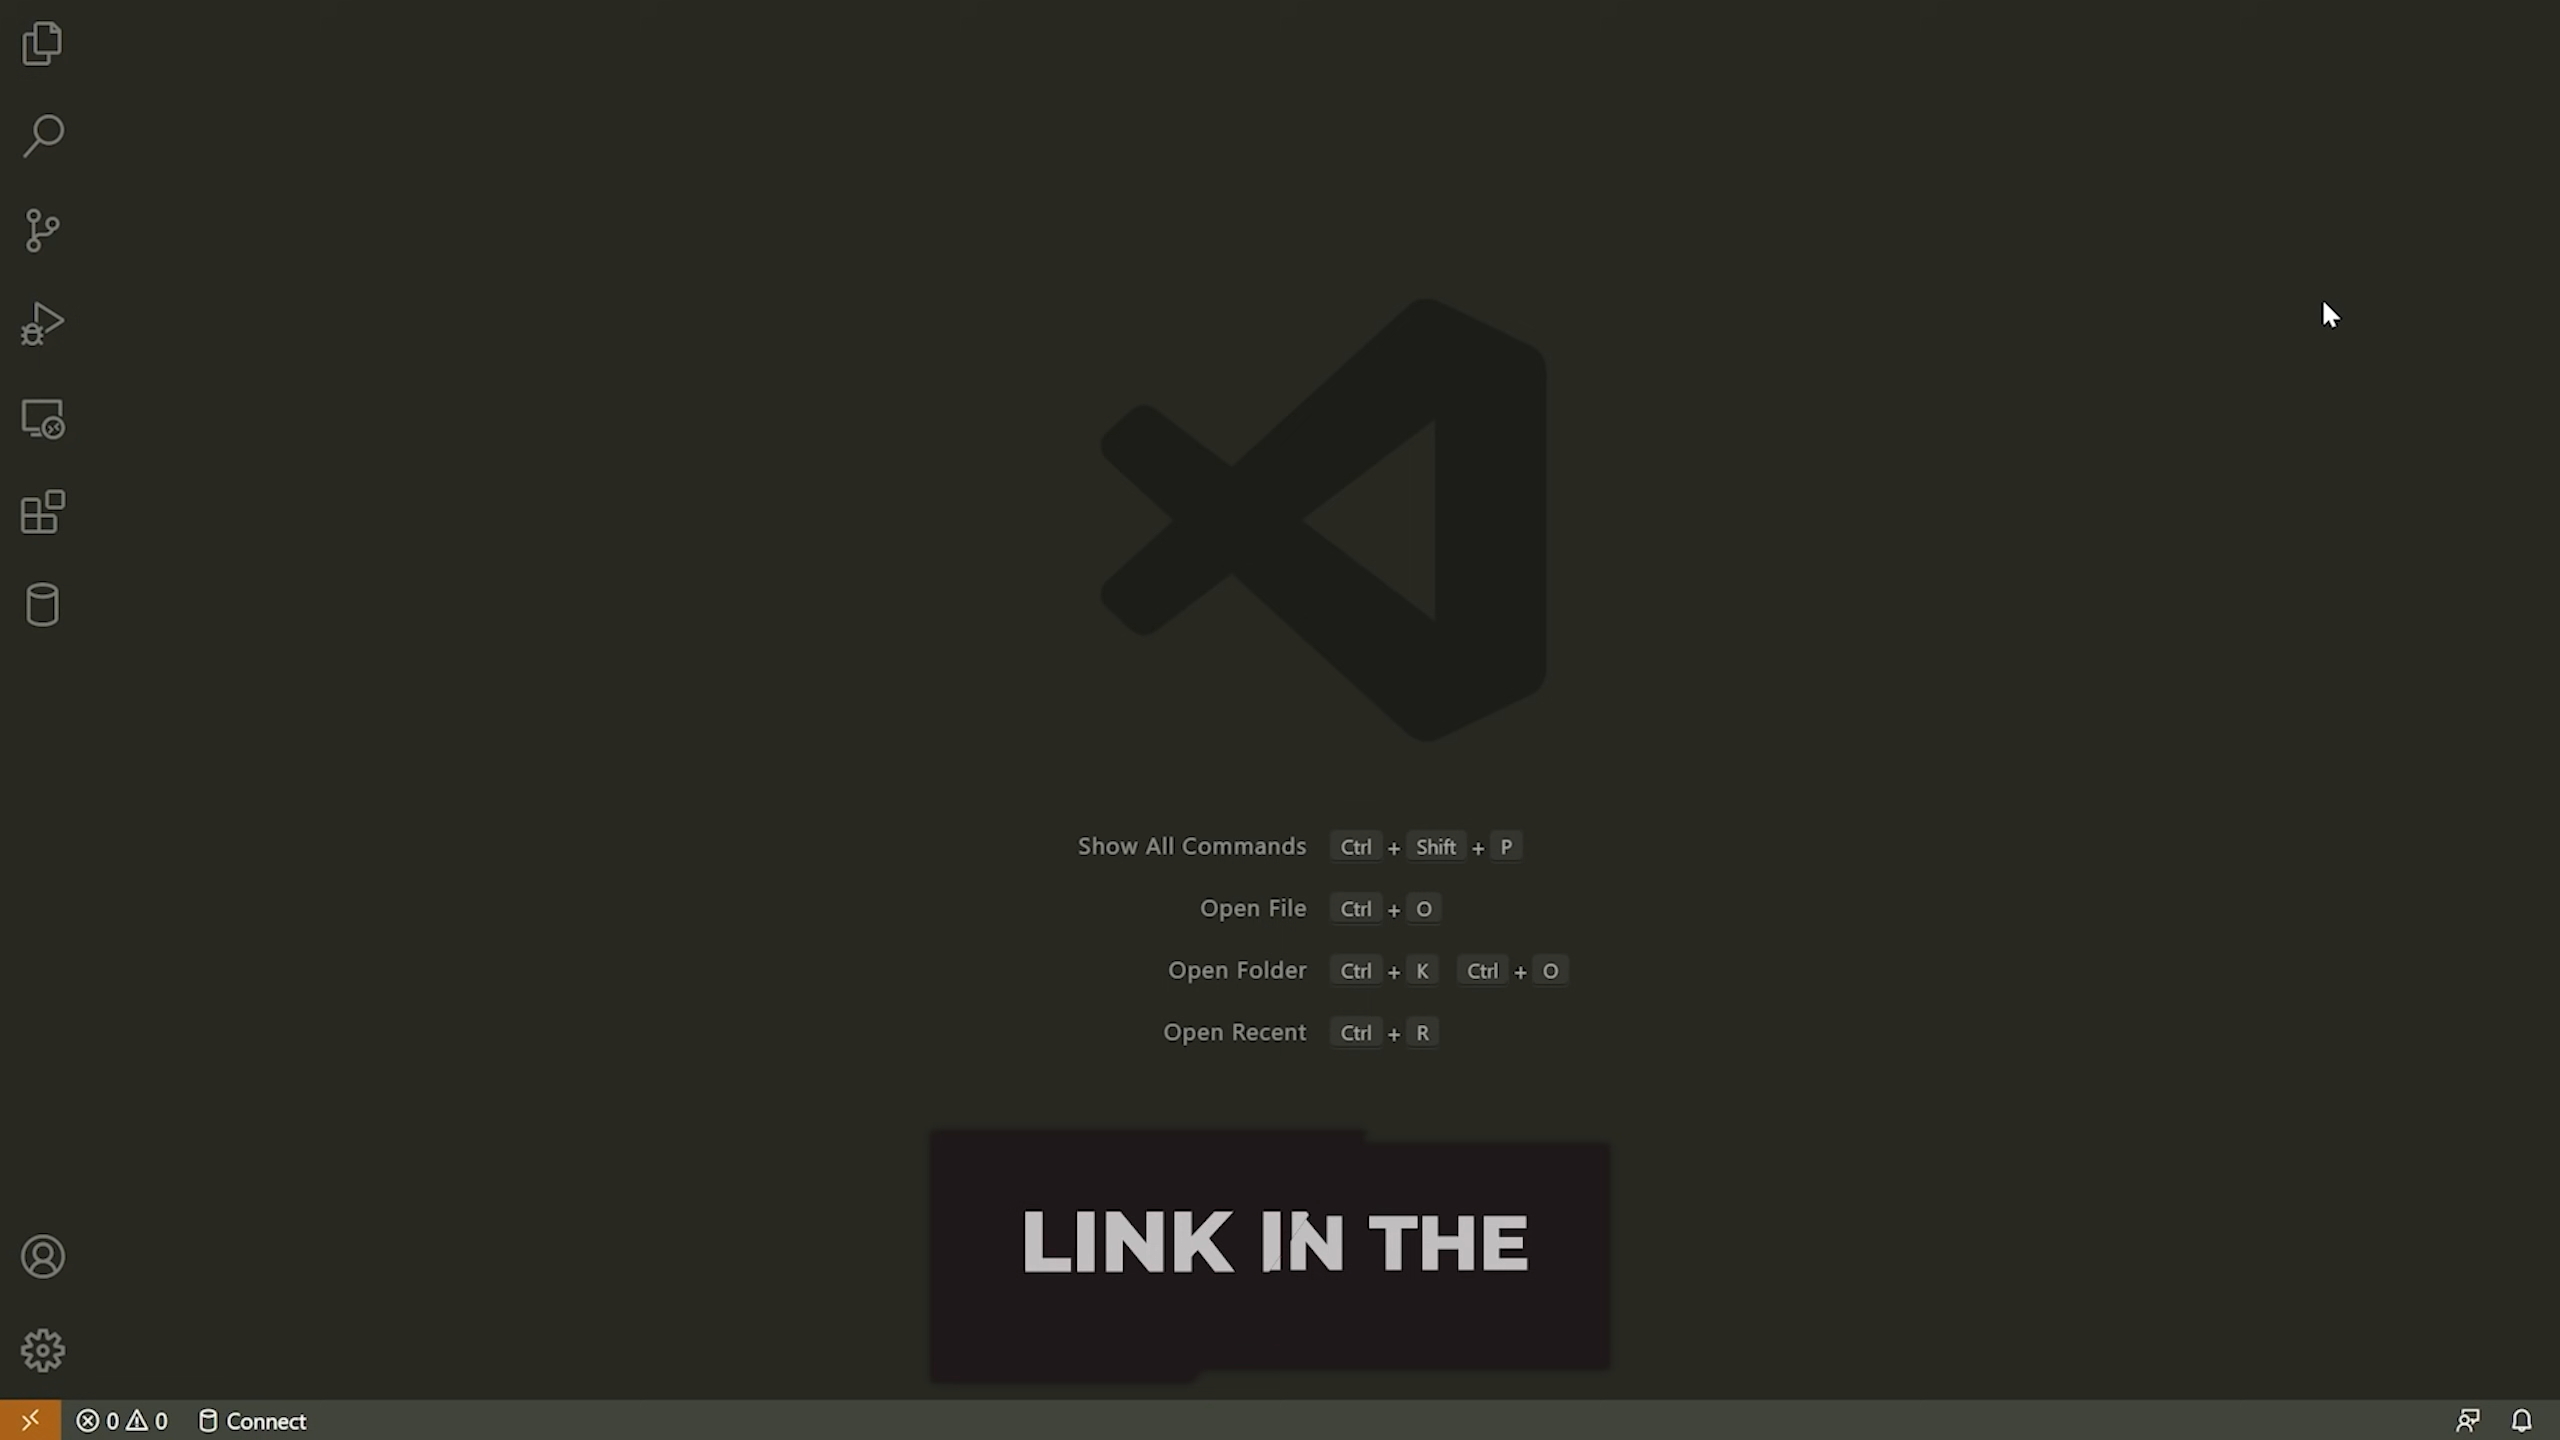 Show All Commands Ctrl + Shift + P
Open File Ctrl + O
Open Folder Ctrl + K Ctrl + O
Open Recent Ctrl + R
LINK IN THE
0 0 Connect